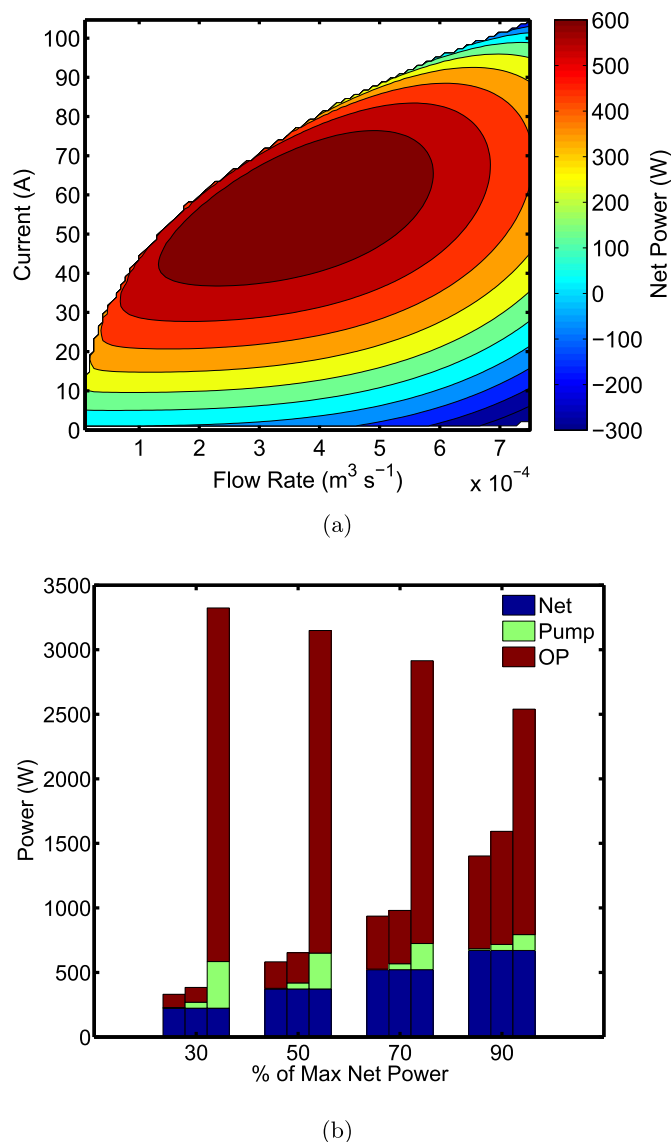 100
90
80
70
60
50
40
30
20
10
0
Current (A)
1 2 3 4 5 6 7
Flow Rate (m³ s⁻¹) x 10⁻⁴
600
500
400
300
200
100
0
−100
−200
−300
Net Power (W)
(a)
3500
3000
2500
2000
1500
1000
500
0
Power (W)
Net
Pump
OP
30 50 70 90
% of Max Net Power
(b)